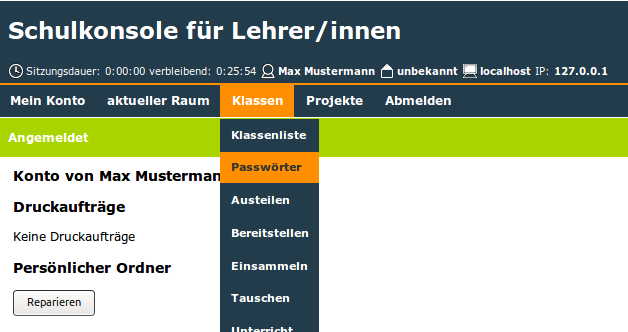 Schulkonsole für Lehrer/innen
Sitzungsdauer: 0:00:00 verbleibend: 0:25:54 Max Mustermann unbekannt localhost IP: 127.0.0.1
Mein Konto aktueller Raum Klassen Projekte Abmelden
Angemeldet
Klassenliste
Passwörter
Austeilen
Bereitstellen
Einsammeln
Tauschen
Unterricht
Konto von Max Musterman
Druckaufträge
Keine Druckaufträge
Persönlicher Ordner
Reparieren